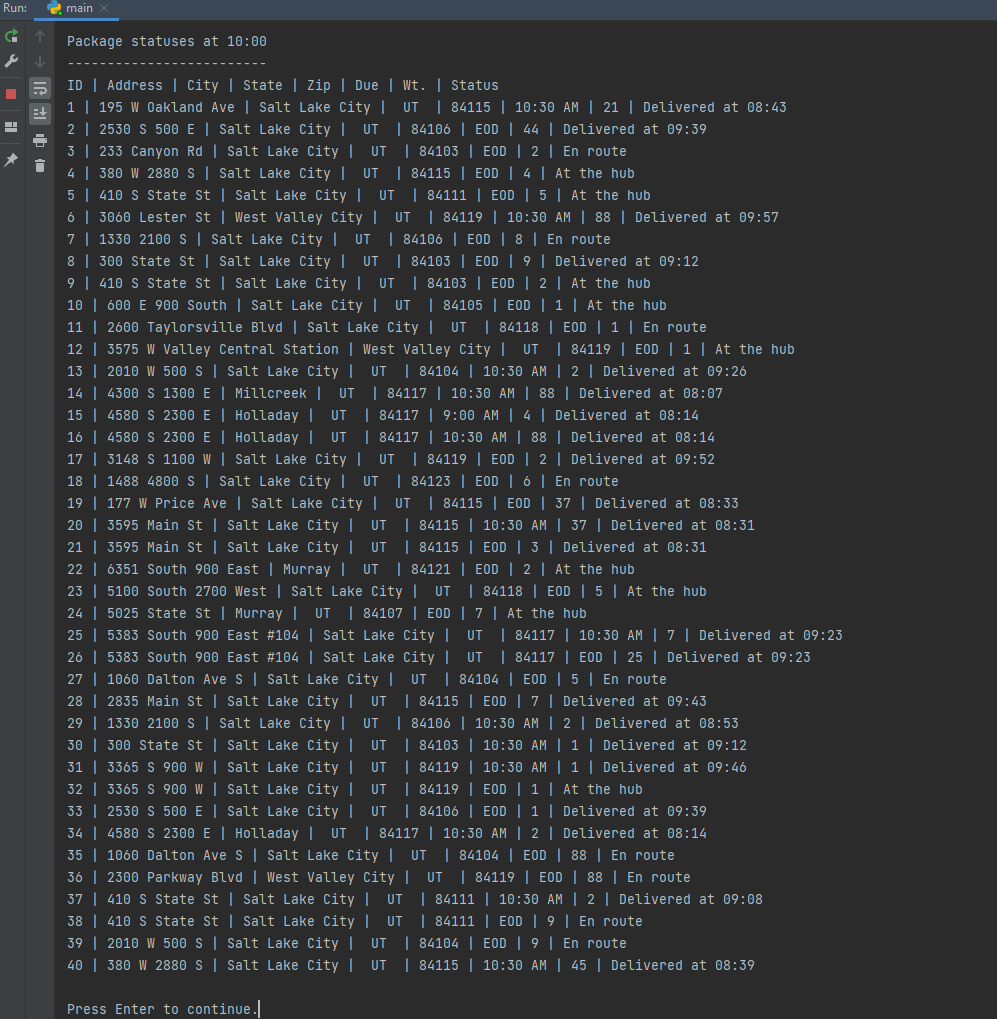 Run: main
Package statuses at 10:00
-------------------------
ID | Address | City | State | Zip | Due | Wt. | Status
1 | 195 W Oakland Ave | Salt Lake City |  UT  | 84115 | 10:30 AM | 21 | Delivered at 08:43
2 | 2530 S 500 E | Salt Lake City |  UT  | 84106 | EOD | 44 | Delivered at 09:39
3 | 233 Canyon Rd | Salt Lake City |  UT  | 84103 | EOD | 2 | En route
4 | 380 W 2880 S | Salt Lake City |  UT  | 84115 | EOD | 4 | At the hub
5 | 410 S State St | Salt Lake City |  UT  | 84111 | EOD | 5 | At the hub
6 | 3060 Lester St | West Valley City |  UT  | 84119 | 10:30 AM | 88 | Delivered at 09:57
7 | 1330 2100 S | Salt Lake City |  UT  | 84106 | EOD | 8 | En route
8 | 300 State St | Salt Lake City |  UT  | 84103 | EOD | 9 | Delivered at 09:12
9 | 410 S State St | Salt Lake City |  UT  | 84103 | EOD | 2 | At the hub
10 | 600 E 900 South | Salt Lake City |  UT  | 84105 | EOD | 1 | At the hub
11 | 2600 Taylorsville Blvd | Salt Lake City |  UT  | 84118 | EOD | 1 | En route
12 | 3575 W Valley Central Station | West Valley City |  UT  | 84119 | EOD | 1 | At the hub
13 | 2010 W 500 S | Salt Lake City |  UT  | 84104 | 10:30 AM | 2 | Delivered at 09:26
14 | 4300 S 1300 E | Millcreek |  UT  | 84117 | 10:30 AM | 88 | Delivered at 08:07
15 | 4580 S 2300 E | Holladay |  UT  | 84117 | 9:00 AM | 4 | Delivered at 08:14
16 | 4580 S 2300 E | Holladay |  UT  | 84117 | 10:30 AM | 88 | Delivered at 08:14
17 | 3148 S 1100 W | Salt Lake City |  UT  | 84119 | EOD | 2 | Delivered at 09:52
18 | 1488 4800 S | Salt Lake City |  UT  | 84123 | EOD | 6 | En route
19 | 177 W Price Ave | Salt Lake City |  UT  | 84115 | EOD | 37 | Delivered at 08:33
20 | 3595 Main St | Salt Lake City |  UT  | 84115 | 10:30 AM | 37 | Delivered at 08:31
21 | 3595 Main St | Salt Lake City |  UT  | 84115 | EOD | 3 | Delivered at 08:31
22 | 6351 South 900 East | Murray |  UT  | 84121 | EOD | 2 | At the hub
23 | 5100 South 2700 West | Salt Lake City |  UT  | 84118 | EOD | 5 | At the hub
24 | 5025 State St | Murray |  UT  | 84107 | EOD | 7 | At the hub
25 | 5383 South 900 East #104 | Salt Lake City |  UT  | 84117 | 10:30 AM | 7 | Delivered at 09:23
26 | 5383 South 900 East #104 | Salt Lake City |  UT  | 84117 | EOD | 25 | Delivered at 09:23
27 | 1060 Dalton Ave S | Salt Lake City |  UT  | 84104 | EOD | 5 | En route
28 | 2835 Main St | Salt Lake City |  UT  | 84115 | EOD | 7 | Delivered at 09:43
29 | 1330 2100 S | Salt Lake City |  UT  | 84106 | 10:30 AM | 2 | Delivered at 08:53
30 | 300 State St | Salt Lake City |  UT  | 84103 | 10:30 AM | 1 | Delivered at 09:12
31 | 3365 S 900 W | Salt Lake City |  UT  | 84119 | 10:30 AM | 1 | Delivered at 09:46
32 | 3365 S 900 W | Salt Lake City |  UT  | 84119 | EOD | 1 | At the hub
33 | 2530 S 500 E | Salt Lake City |  UT  | 84106 | EOD | 1 | Delivered at 09:39
34 | 4580 S 2300 E | Holladay |  UT  | 84117 | 10:30 AM | 2 | Delivered at 08:14
35 | 1060 Dalton Ave S | Salt Lake City |  UT  | 84104 | EOD | 88 | En route
36 | 2300 Parkway Blvd | West Valley City |  UT  | 84119 | EOD | 88 | En route
37 | 410 S State St | Salt Lake City |  UT  | 84111 | 10:30 AM | 2 | Delivered at 09:08
38 | 410 S State St | Salt Lake City |  UT  | 84111 | EOD | 9 | En route
39 | 2010 W 500 S | Salt Lake City |  UT  | 84104 | EOD | 9 | En route
40 | 380 W 2880 S | Salt Lake City |  UT  | 84115 | 10:30 AM | 45 | Delivered at 08:39
Press Enter to continue.